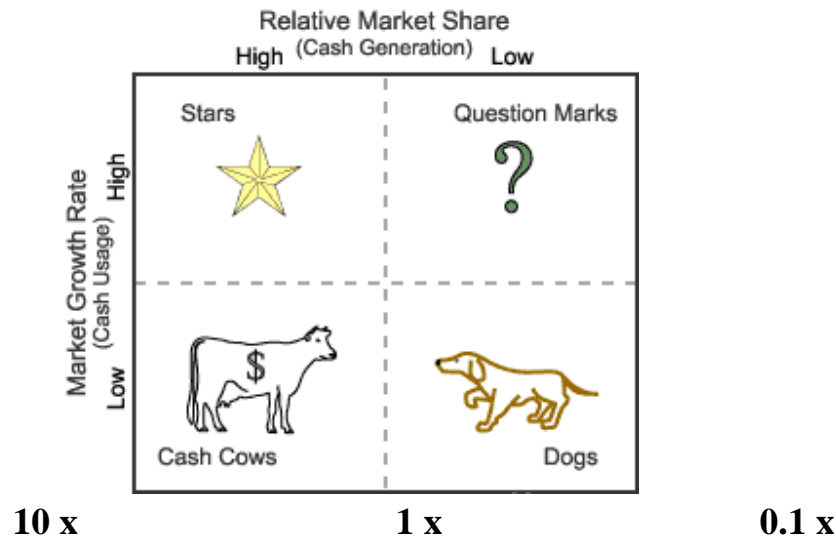 Relative Market Share
High (Cash Generation) Low
Stars Question Marks
?
Market Growth Rate
(Cash Usage)
High
Low
$
Cash Cows Dogs
10 x 1 x 0.1 x